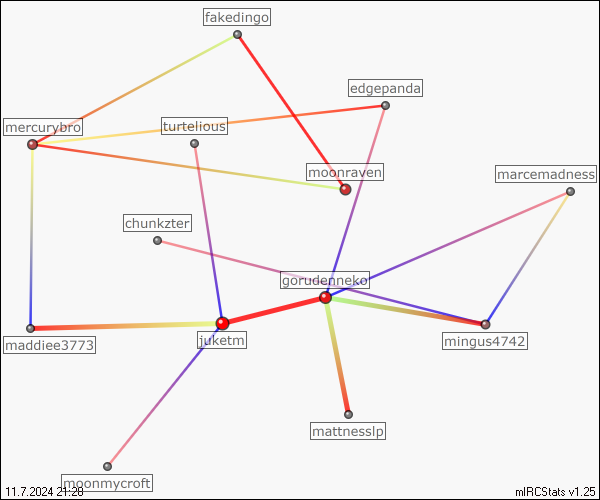 fakedingo
edgepanda
mercurybro
turtelious
moonraven
marcemadness
chunkzter
gorudenneko
maddiee3773
juketm
mingus4742
mattnesslp
moonmycroft
11.7.2024 21:28
mIRCStats v1.25